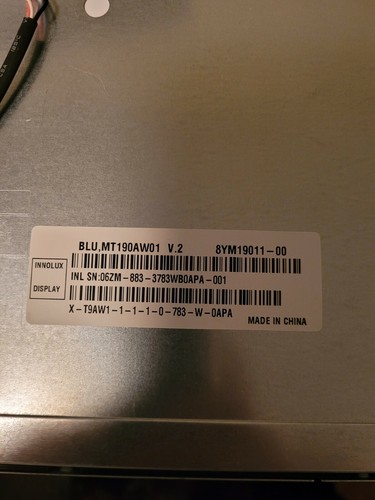 BLU,MT190AW01 V.2 8YM19011-00
INNOLUX
DISPLAY
INL SN:06ZM-883-3783WB0APA-001
X-T9AW1-1-1-1-0-783-W-0APA
MADE IN CHINA